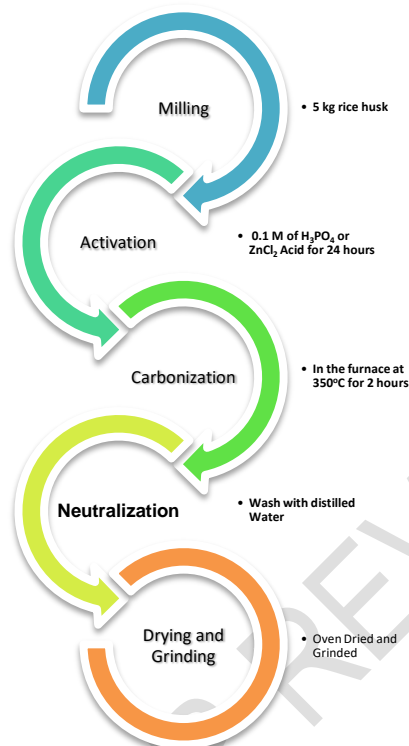 Milling
• 5 kg rice husk
Activation
• 0.1 M of H₃PO₄ or
ZnCl₂ Acid for 24 hours
Carbonization
• In the furnace at
350⁰C for 2 hours
Neutralization
• Wash with distilled
Water
Drying and
Grinding
• Oven Dried and
Grinded